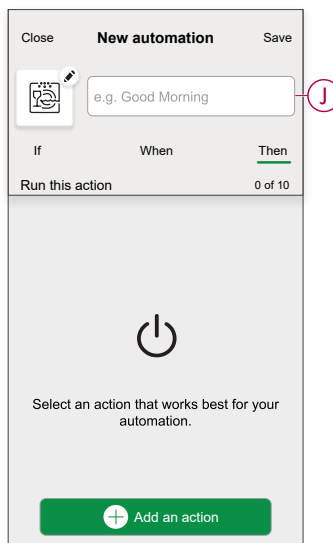 Close New automation Save
e.g. Good Morning
J
If When Then
Run this action 0 of 10
Select an action that works best for your
automation.
Add an action